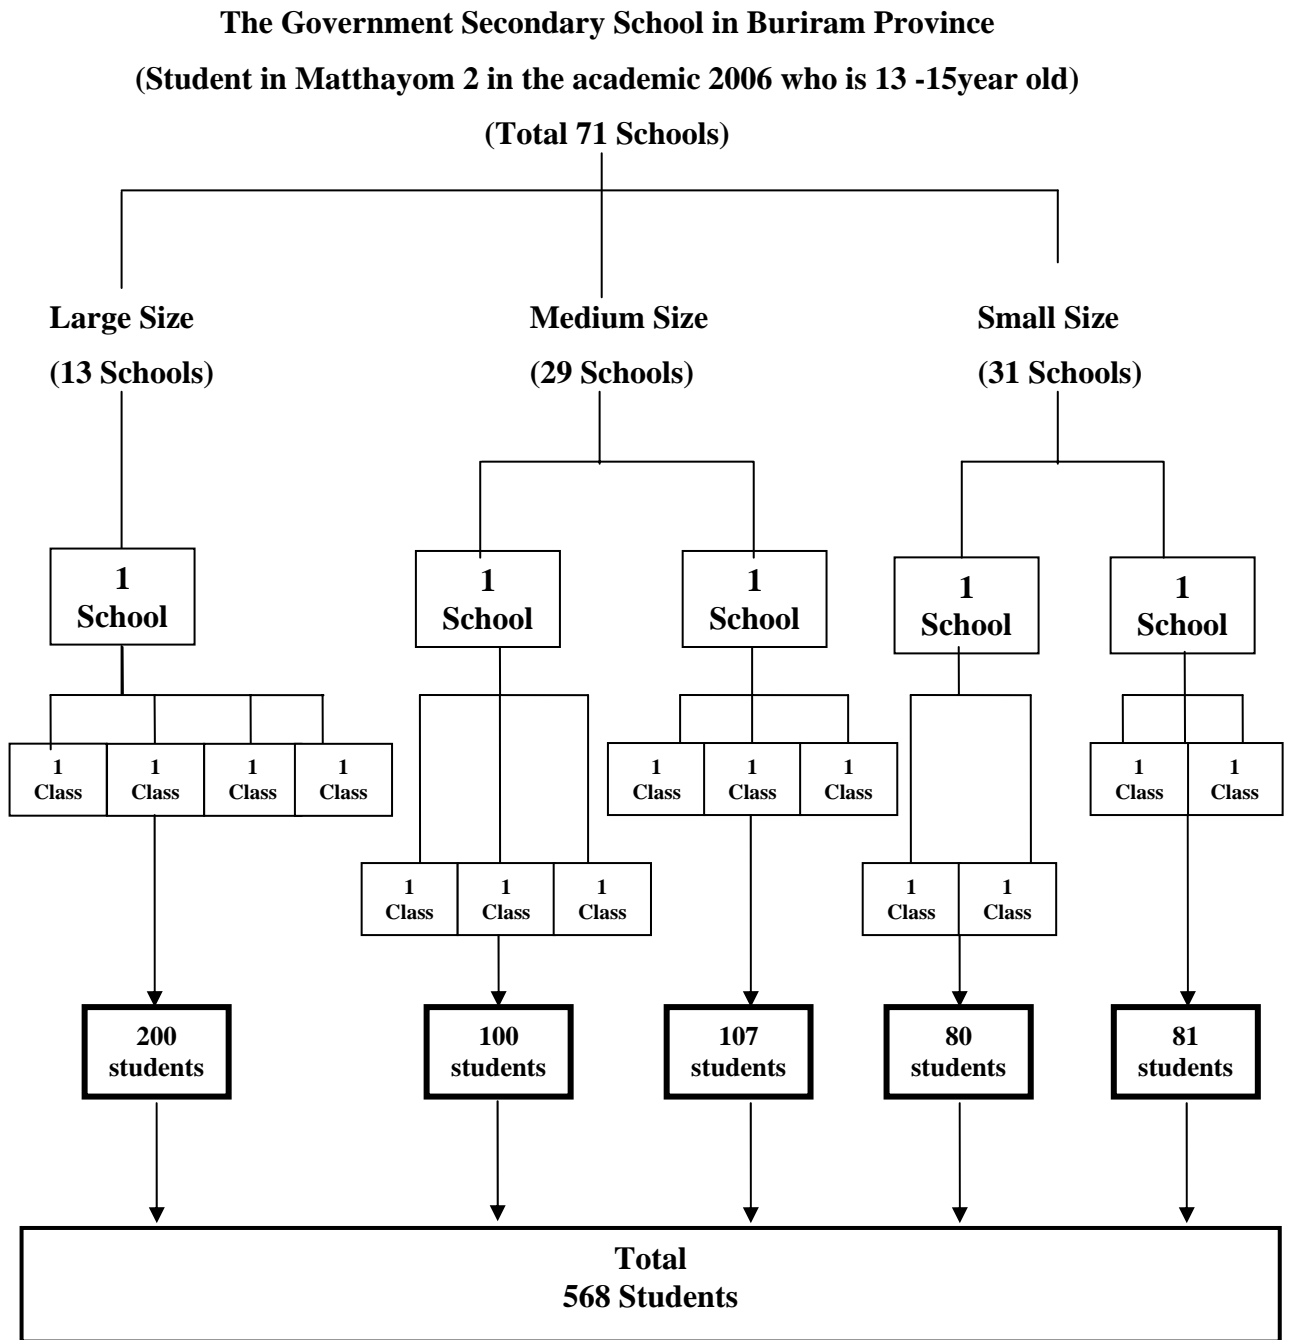 The Government Secondary School in Buriram Province
(Student in Matthayom 2 in the academic 2006 who is 13 -15year old)
(Total 71 Schools)
Large Size
(13 Schools)
Medium Size
(29 Schools)
Small Size
(31 Schools)
1
School
1
School
1
School
1
School
1
School
1
Class
1
Class
1
Class
1
Class
1
Class
1
Class
1
Class
1
Class
1
Class
1
Class
1
Class
1
Class
1
Class
1
Class
200
students
100
students
107
students
80
students
81
students
Total
568 Students